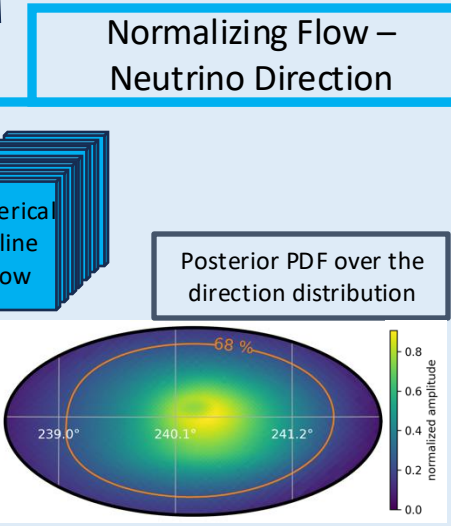 Normalizing Flow –
Neutrino Direction
Posterior PDF over the
direction distribution
68 %
239.0°
240.1°
241.2°
0.8
0.6
0.4
0.2
0.0
normalized amplitude